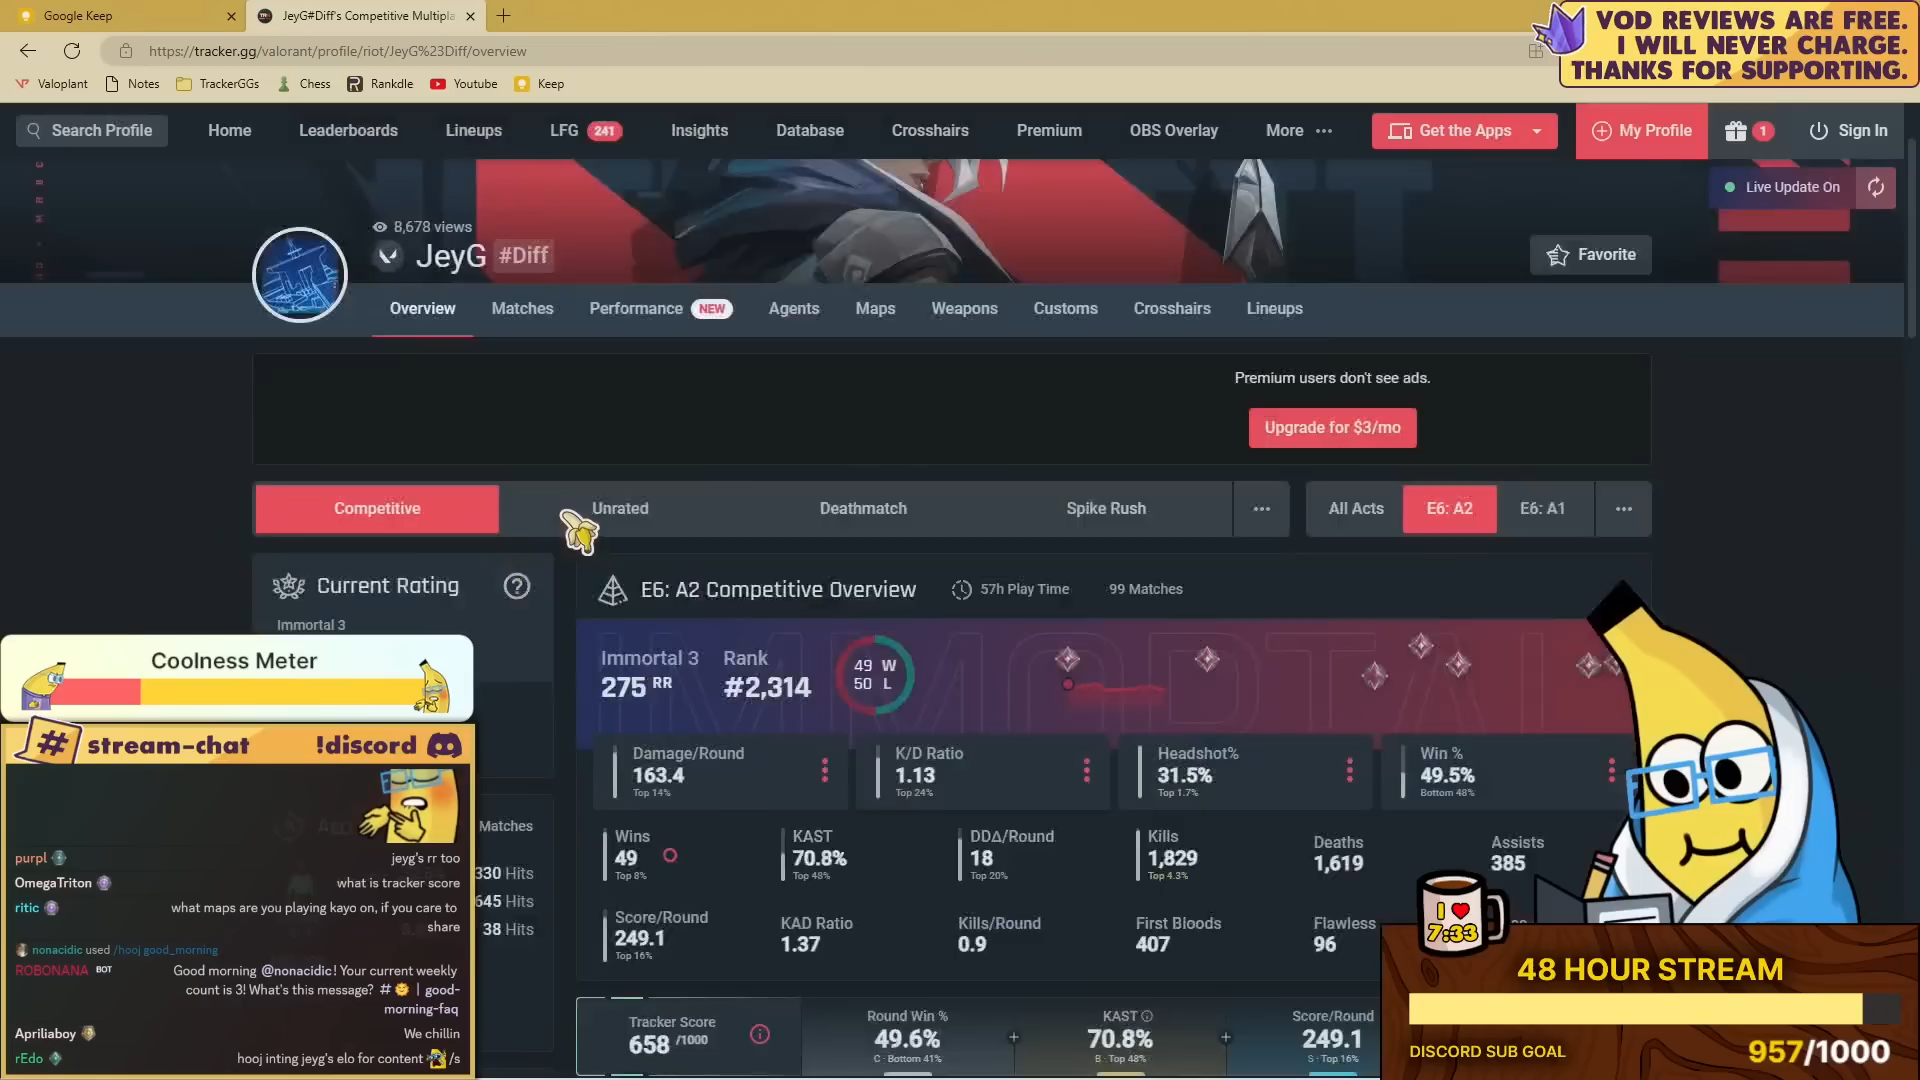 Google Keep
JeyG#Diff's Competitive Multipla
https://tracker.gg/valorant/profile/riot/JeyG%23Diff/overview
Valoplant
Notes
TrackerGGs
Chess
Rankdle
Youtube
Keep
VOD REVIEWS ARE FREE.
I WILL NEVER CHARGE.
THANKS FOR SUPPORTING.
Search Profile
Home
Leaderboards
Lineups
LFG 241
Insights
Database
Crosshairs
Premium
OBS Overlay
More
Get the Apps
My Profile
1
Sign In
Live Update On
8,678 views
JeyG #Diff
Favorite
Overview
Matches
Performance NEW
Agents
Maps
Weapons
Customs
Crosshairs
Lineups
Premium users don't see ads.
Upgrade for $3/mo
Competitive
Unrated
Deathmatch
Spike Rush
All Acts
E6: A2
E6: A1
Current Rating
Immortal 3
E6: A2 Competitive Overview
57h Play Time
99 Matches
IMMORTAL
Immortal 3
275 RR
Rank
#2,314
49 W
50 L
Damage/Round
163.4
Top 14%
K/D Ratio
1.13
Top 24%
Headshot%
31.5%
Top 1.7%
Win %
49.5%
Bottom 48%
Wins
49
Top 8%
KAST
70.8%
Top 48%
DDΔ/Round
18
Top 20%
Kills
1,829
Top 4.3%
Deaths
1,619
Assists
385
Score/Round
249.1
Top 16%
KAD Ratio
1.37
Kills/Round
0.9
First Bloods
407
Flawless
96
Tracker Score
658 /1000
Round Win %
49.6%
C · Bottom 41%
KAST
70.8%
B · Top 48%
Score/Round
249.1
S · Top 16%
Matches
330 Hits
645 Hits
38 Hits
Coolness Meter
# stream-chat
!discord
purpl
jeyg's rr too
OmegaTriton
what is tracker score
ritic
what maps are you playing kayo on, if you care to
share
nonacidic used /hooj good_morning
ROBONANA BOT
Good morning @nonacidic! Your current weekly
count is 3! What's this message? # | good-
morning-faq
Apriliaboy
We chillin
rEdo
hooj inting jeyg's elo for content /s
I
7:33
48 HOUR STREAM
DISCORD SUB GOAL
957/1000